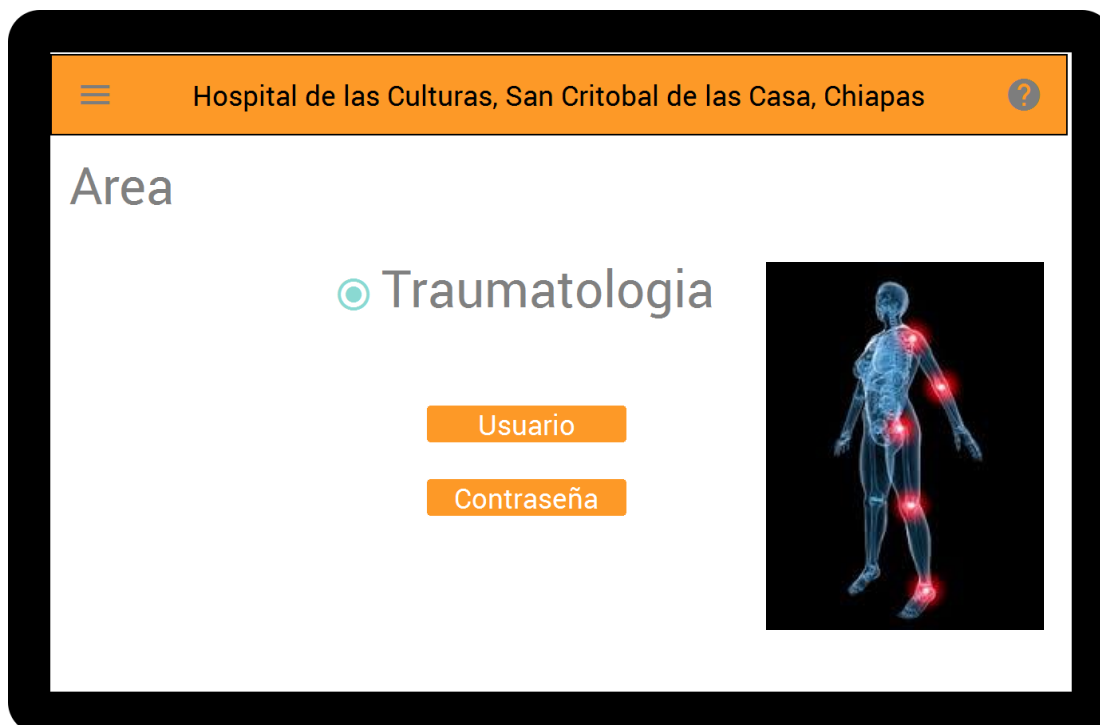 Hospital de las Culturas, San Critobal de las Casa, Chiapas
Area
Traumatologia
Usuario
Contraseña